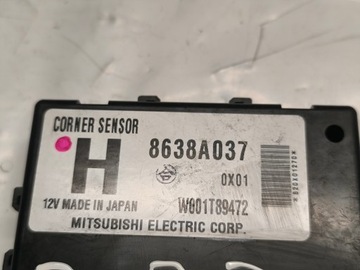 CORNER SENSOR
H
8638A037
0X01
12V MADE IN JAPAN
W001T89472
MITSUBISHI ELECTRIC CORP.